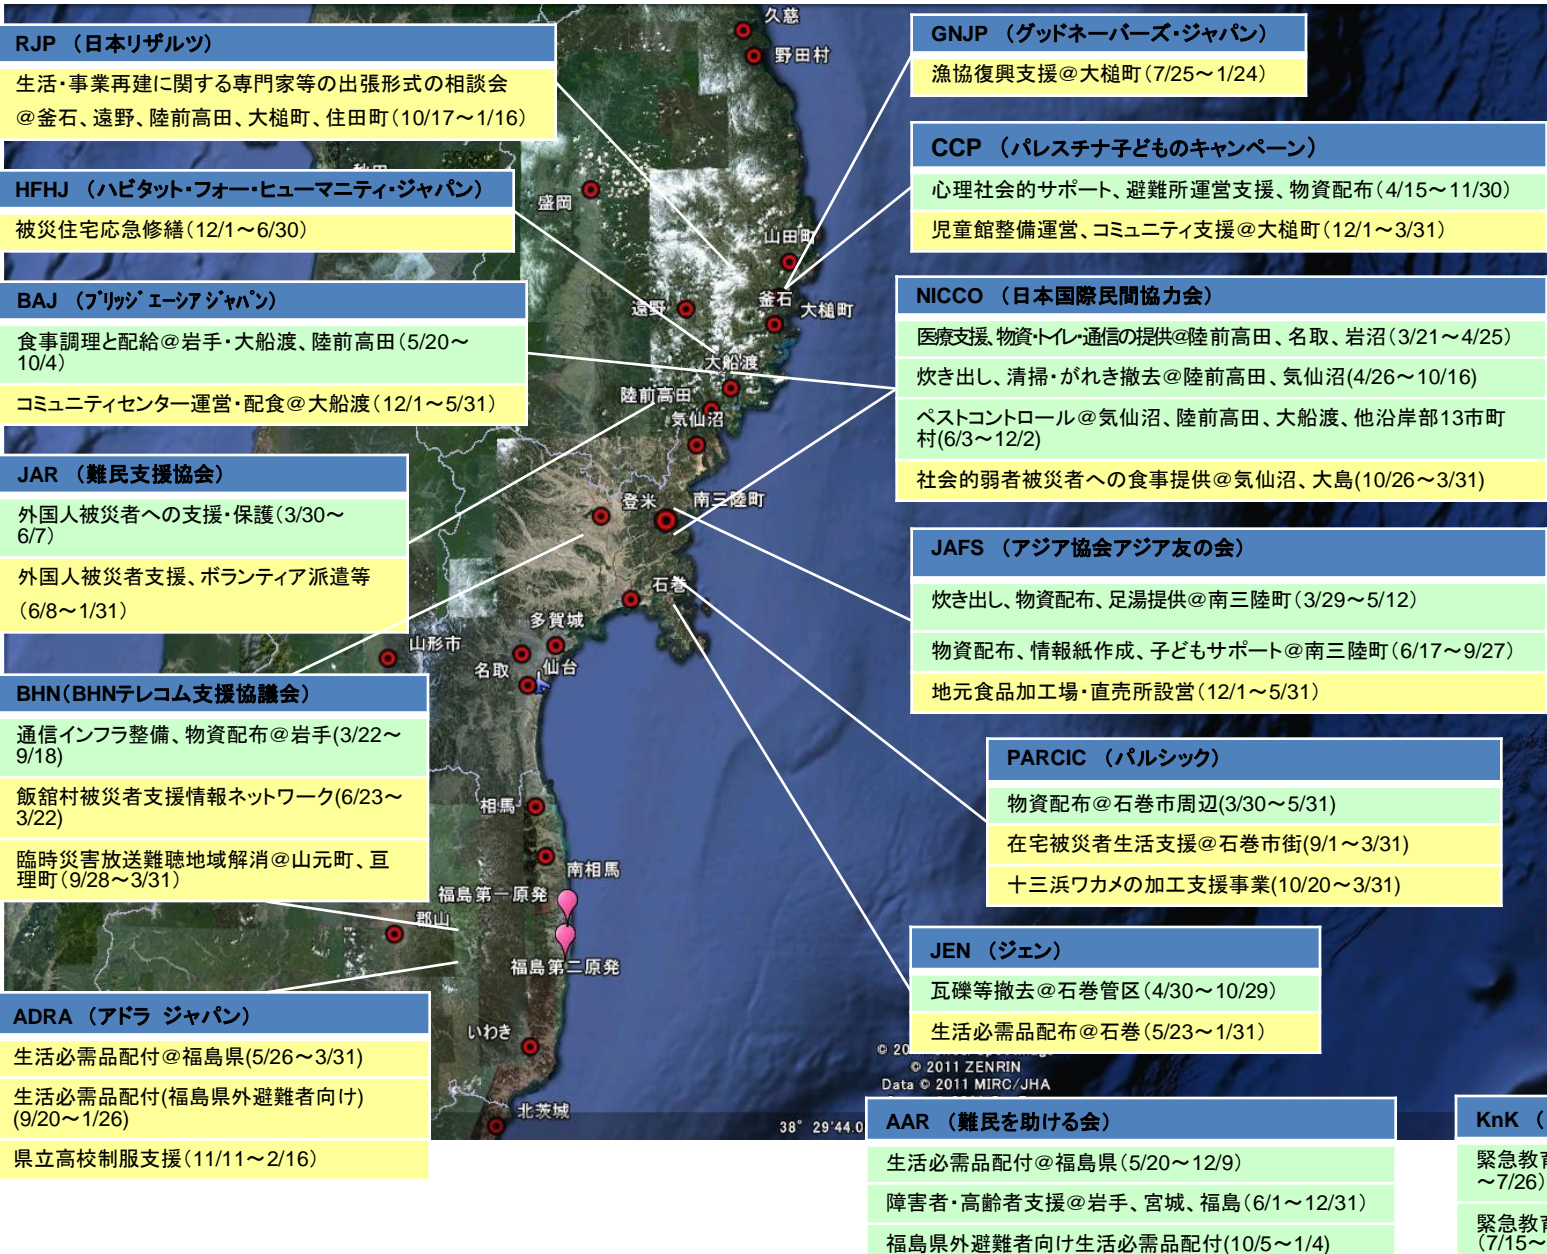 RJP （日本リザルツ）
生活・事業再建に関する専門家等の出張形式の相談会
＠釜石、遠野、陸前高田、大槌町、住田町（10/17～1/16）
HFHJ （ハビタット・フォー・ヒューマニティ・ジャパン）
被災住宅応急修繕（12/1～6/30）
BAJ （ブリッジ エーシア ジャパン）
食事調理と配給＠岩手・大船渡、陸前高田（5/20～
10/4）
コミュニティセンター運営・配食＠大船渡（12/1～5/31）
JAR （難民支援協会）
外国人被災者への支援・保護（3/30～
6/7）
外国人被災者支援、ボランティア派遣等
（6/8～1/31）
BHN（BHNテレコム支援協議会）
通信インフラ整備、物資配布＠岩手(3/22～
9/18)
飯舘村被災者支援情報ネットワーク(6/23～
3/22)
臨時災害放送難聴地域解消＠山元町、亘
理町（9/28～3/31）
ADRA （アドラ ジャパン）
生活必需品配付＠福島県(5/26～3/31)
生活必需品配付(福島県外避難者向け)
(9/20～1/26)
県立高校制服支援（11/11～2/16）
久慈
野田村
盛岡
山田町
遠野
釜石
大槌町
大船渡
陸前高田
気仙沼
登米
南三陸町
石巻
多賀城
山形市
名取
仙台
相馬
南相馬
福島第一原発
郡山
福島第二原発
いわき
北茨城
GNJP （グッドネーバーズ・ジャパン）
漁協復興支援＠大槌町（7/25～1/24）
CCP （パレスチナ子どものキャンペーン）
心理社会的サポート、避難所運営支援、物資配布（4/15～11/30）
児童館整備運営、コミュニティ支援＠大槌町（12/1～3/31）
NICCO （日本国際民間協力会）
医療支援、物資・トイレ・通信の提供＠陸前高田、名取、岩沼（3/21～4/25）
炊き出し、清掃・がれき撤去＠陸前高田、気仙沼(4/26～10/16)
ペストコントロール＠気仙沼、陸前高田、大船渡、他沿岸部13市町
村(6/3～12/2)
社会的弱者被災者への食事提供＠気仙沼、大島(10/26～3/31)
JAFS （アジア協会アジア友の会）
炊き出し、物資配布、足湯提供＠南三陸町（3/29～5/12）
物資配布、情報紙作成、子どもサポート＠南三陸町（6/17～9/27）
地元食品加工場・直売所設営（12/1～5/31）
PARCIC （パルシック）
物資配布＠石巻市周辺(3/30～5/31)
在宅被災者生活支援＠石巻市街(9/1～3/31)
十三浜ワカメの加工支援事業(10/20～3/31)
JEN （ジェン）
瓦礫等撤去＠石巻管区（4/30～10/29）
生活必需品配布＠石巻（5/23～1/31）
© 2011 ZENRIN
Data © 2011 MIRC/JHA
38° 29'44.0
AAR （難民を助ける会）
生活必需品配付＠福島県（5/20～12/9）
障害者・高齢者支援＠岩手、宮城、福島（6/1～12/31）
福島県外避難者向け生活必需品配付(10/5～1/4)
KnK （
緊急教育
～7/26）
緊急教育
（7/15～